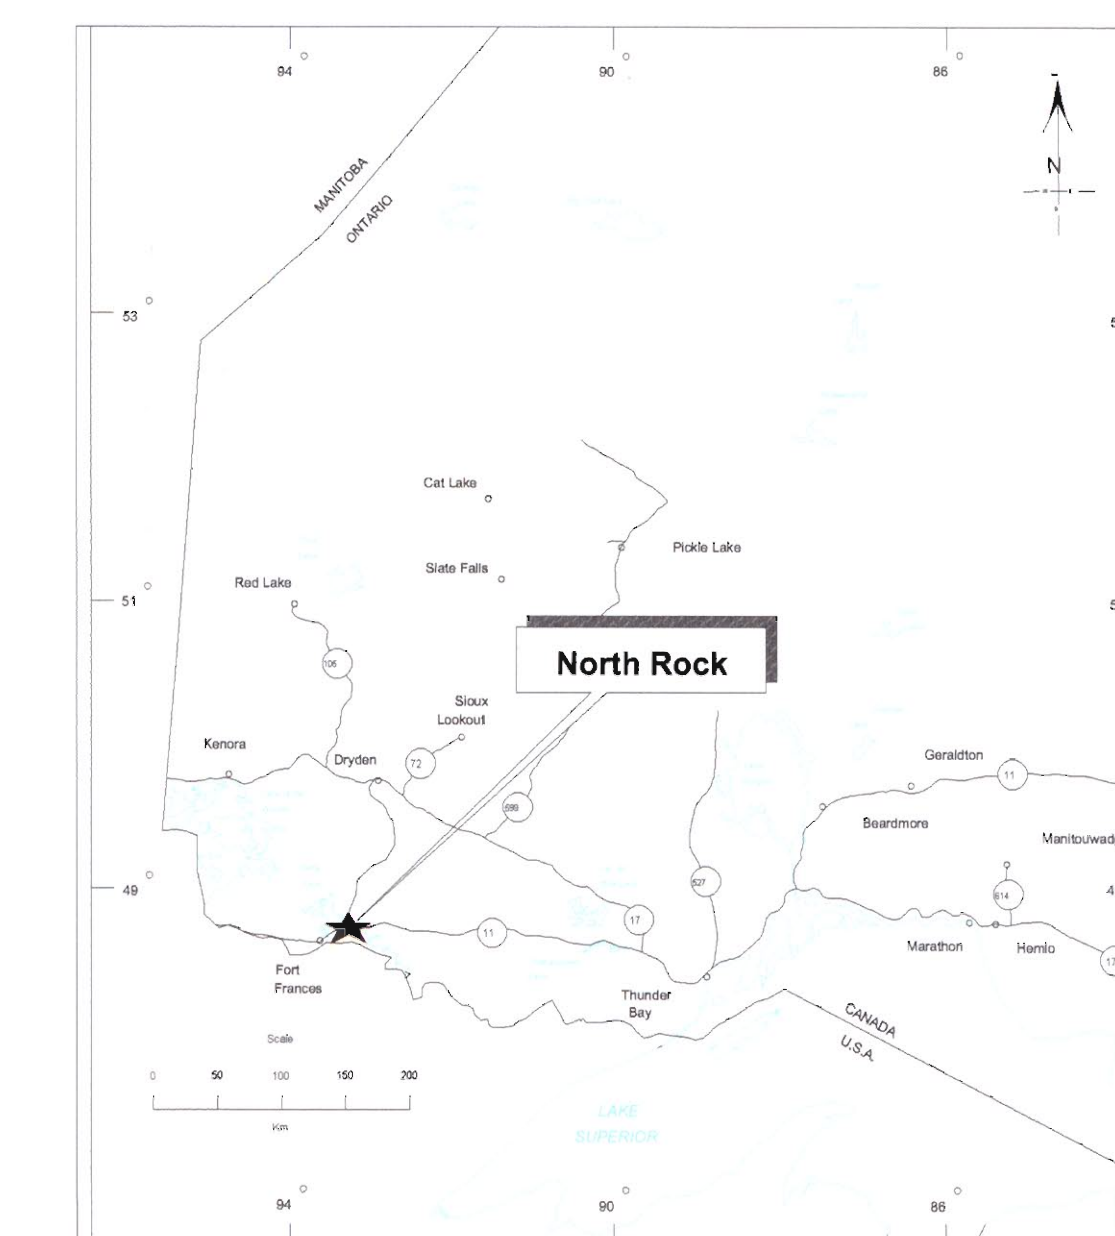 94°
90°
86°
N
MANITOBA
ONTARIO
53°
Cat Lake
Pickle Lake
Slate Falls
Red Lake
51°
North Rock
105
Sioux
Lookout
Kenora
Dryden
72
599
Geraldton
11
Beardmore
Manitouwad
49°
527
614
17
11
Marathon
Hemlo
17
Fort
Frances
Thunder
Bay
CANADA
U.S.A.
Scale
0 50 100 150 200
Km
LAKE
SUPERIOR
94°
90°
86°